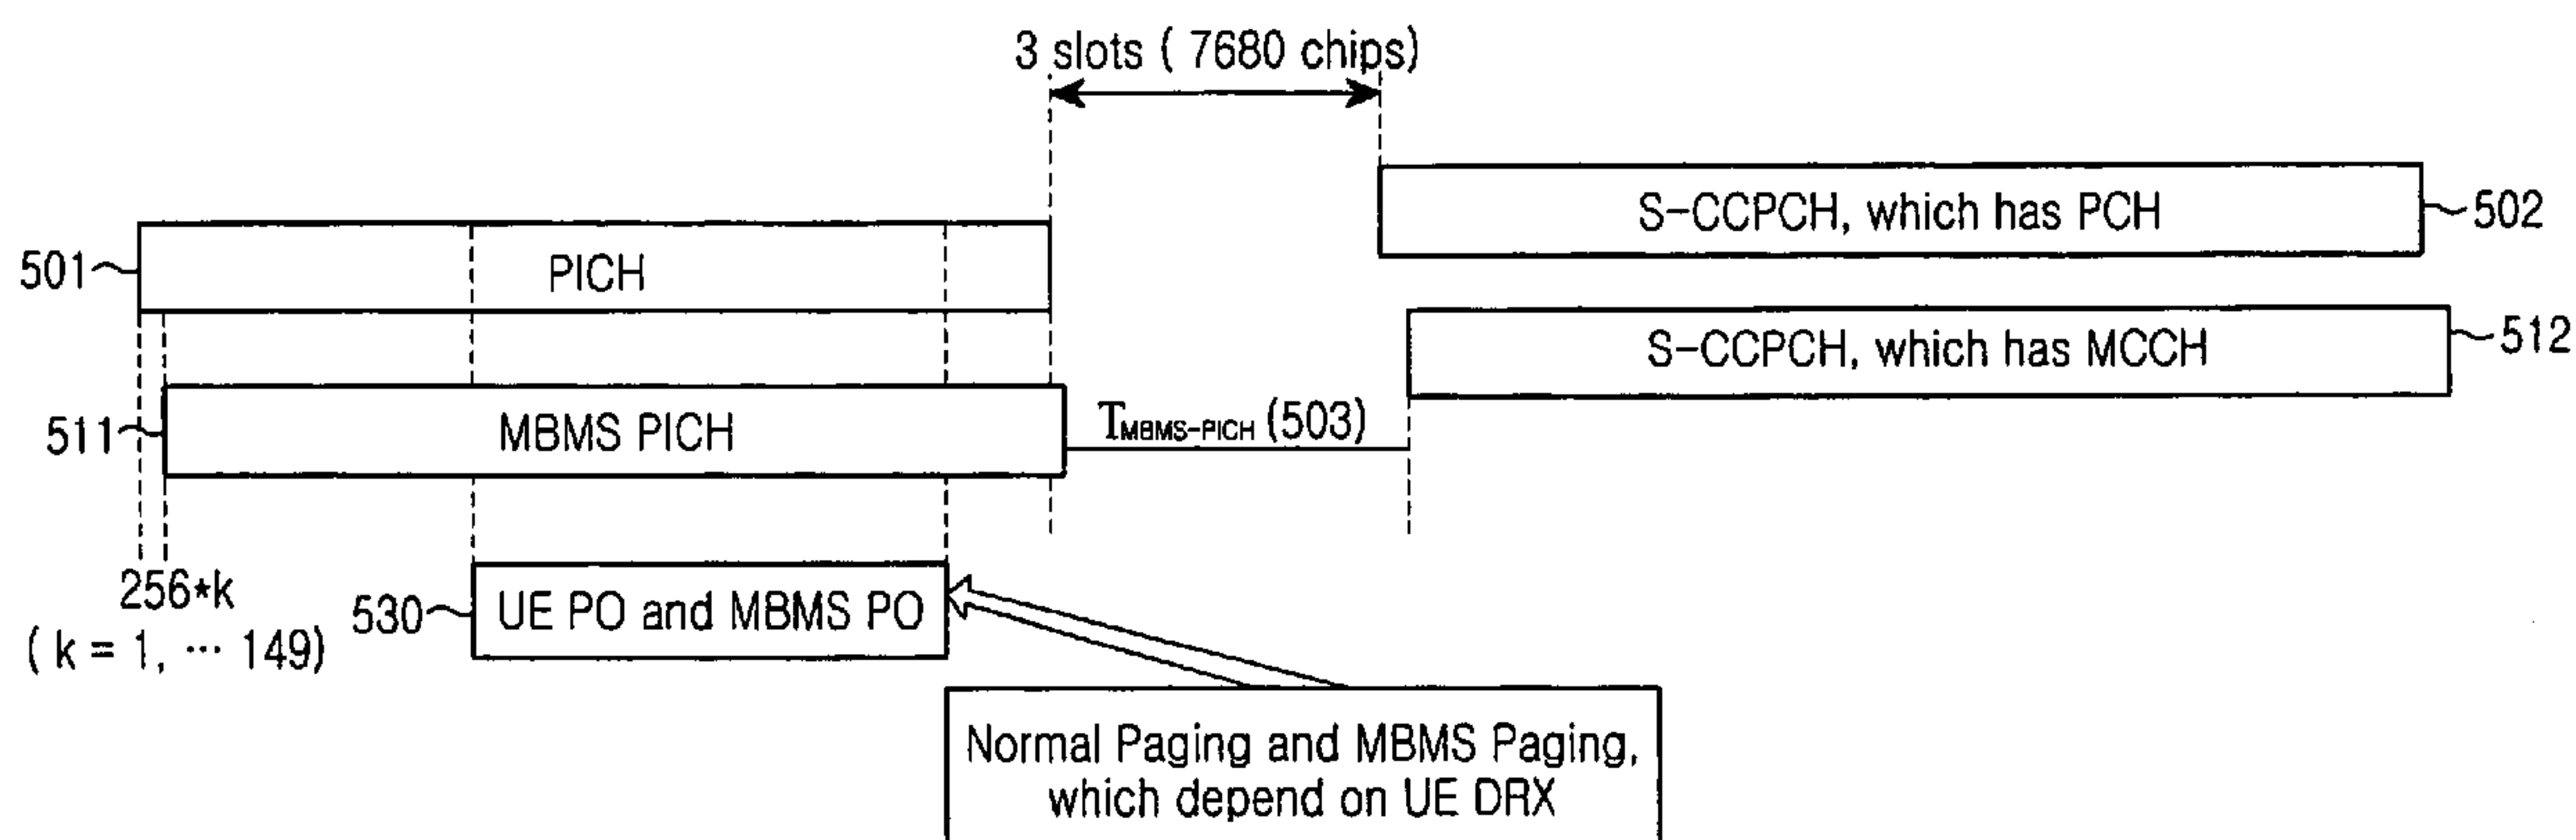 3 slots ( 7680 chips)
S-CCPCH, which has PCH
502
501
PICH
S-CCPCH, which has MCCH
512
511
MBMS PICH
TMBMS-PICH (503)
256*k
( k = 1, ··· 149)
530
UE PO and MBMS PO
Normal Paging and MBMS Paging,
which depend on UE DRX